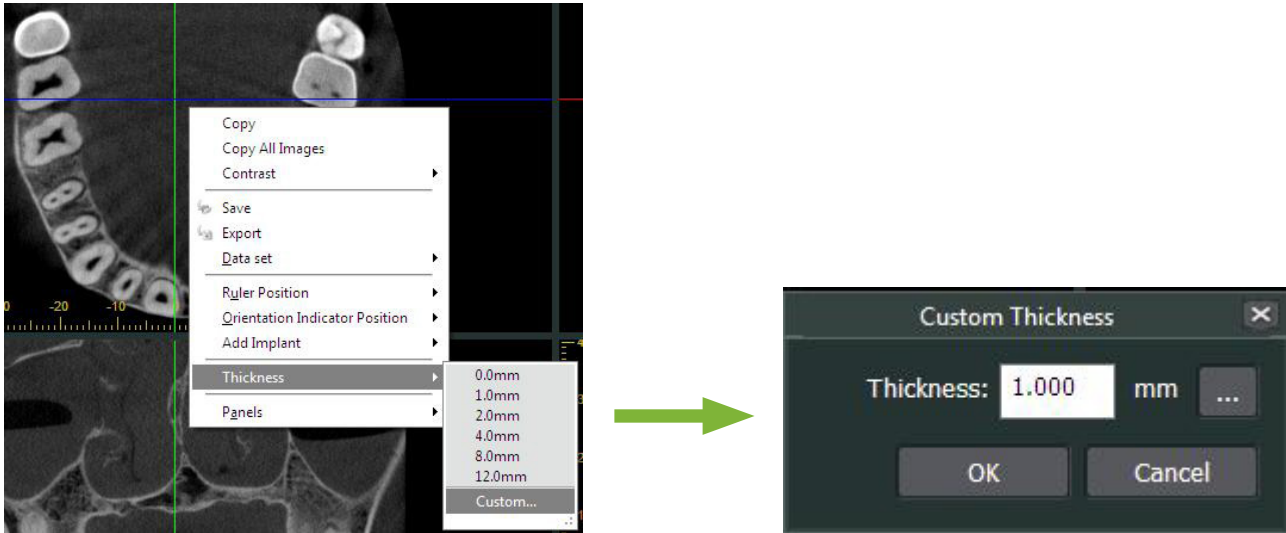 Copy
Copy All Images
Contrast
Save
Export
Data set
0 -20 -10
Ruler Position
Orientation Indicator Position
Add Implant
Thickness
0.0mm
1.0mm
2.0mm
4.0mm
8.0mm
12.0mm
Custom...
Panels
Custom Thickness
Thickness: 1.000 mm ...
OK Cancel